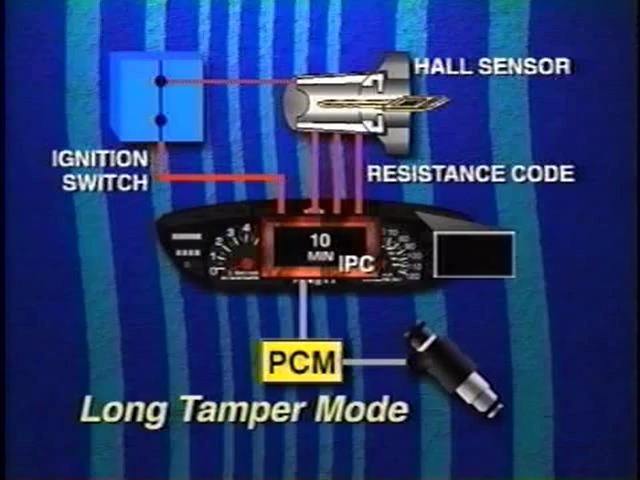 HALL SENSOR
IGNITION
SWITCH
RESISTANCE CODE
10
MIN
IPC
PCM
Long Tamper Mode